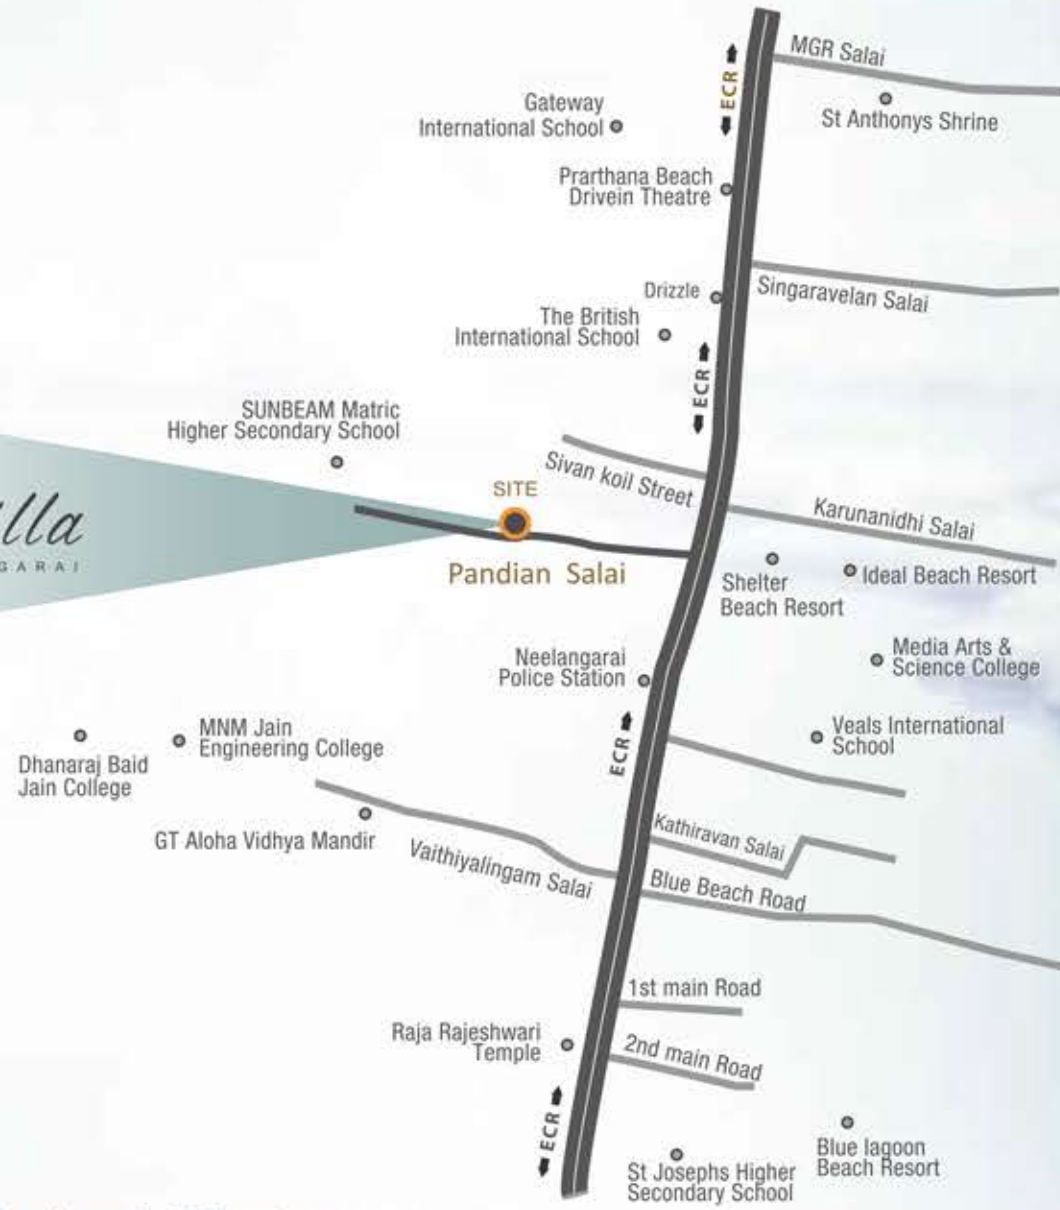 MGR Salai
ECR
Gateway
International School
St Anthonys Shrine
Prarthana Beach
Drivein Theatre
Drizzle
Singaravelan Salai
The British
International School
ECR
SUNBEAM Matric
Higher Secondary School
Sivan koil Street
SITE
Karunanidhi Salai
Pandian Salai
Shelter
Beach Resort
Ideal Beach Resort
Neelangarai
Police Station
Media Arts &
Science College
ECR
Veals International
School
MNM Jain
Engineering College
Dhanaraj Baid
Jain College
GT Aloha Vidhya Mandir
Vaithiyalingam Salai
Kathiravan Salai
Blue Beach Road
1st main Road
Raja Rajeshwari
Temple
2nd main Road
ECR
St Josephs Higher
Secondary School
Blue lagoon
Beach Resort